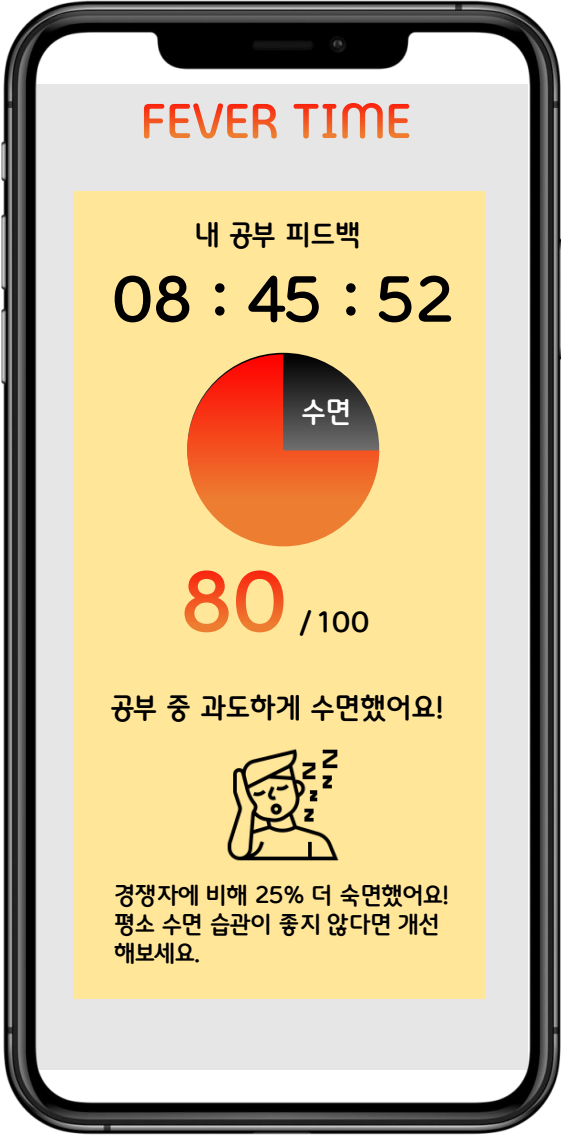 FEVER TIME
내 공부 피드백
08 : 45 : 52
수면
80 / 100
공부 중 과도하게 수면했어요!
z z z z z
경쟁자에 비해 25% 더 숙면했어요!
평소 수면 습관이 좋지 않다면 개선
해보세요.